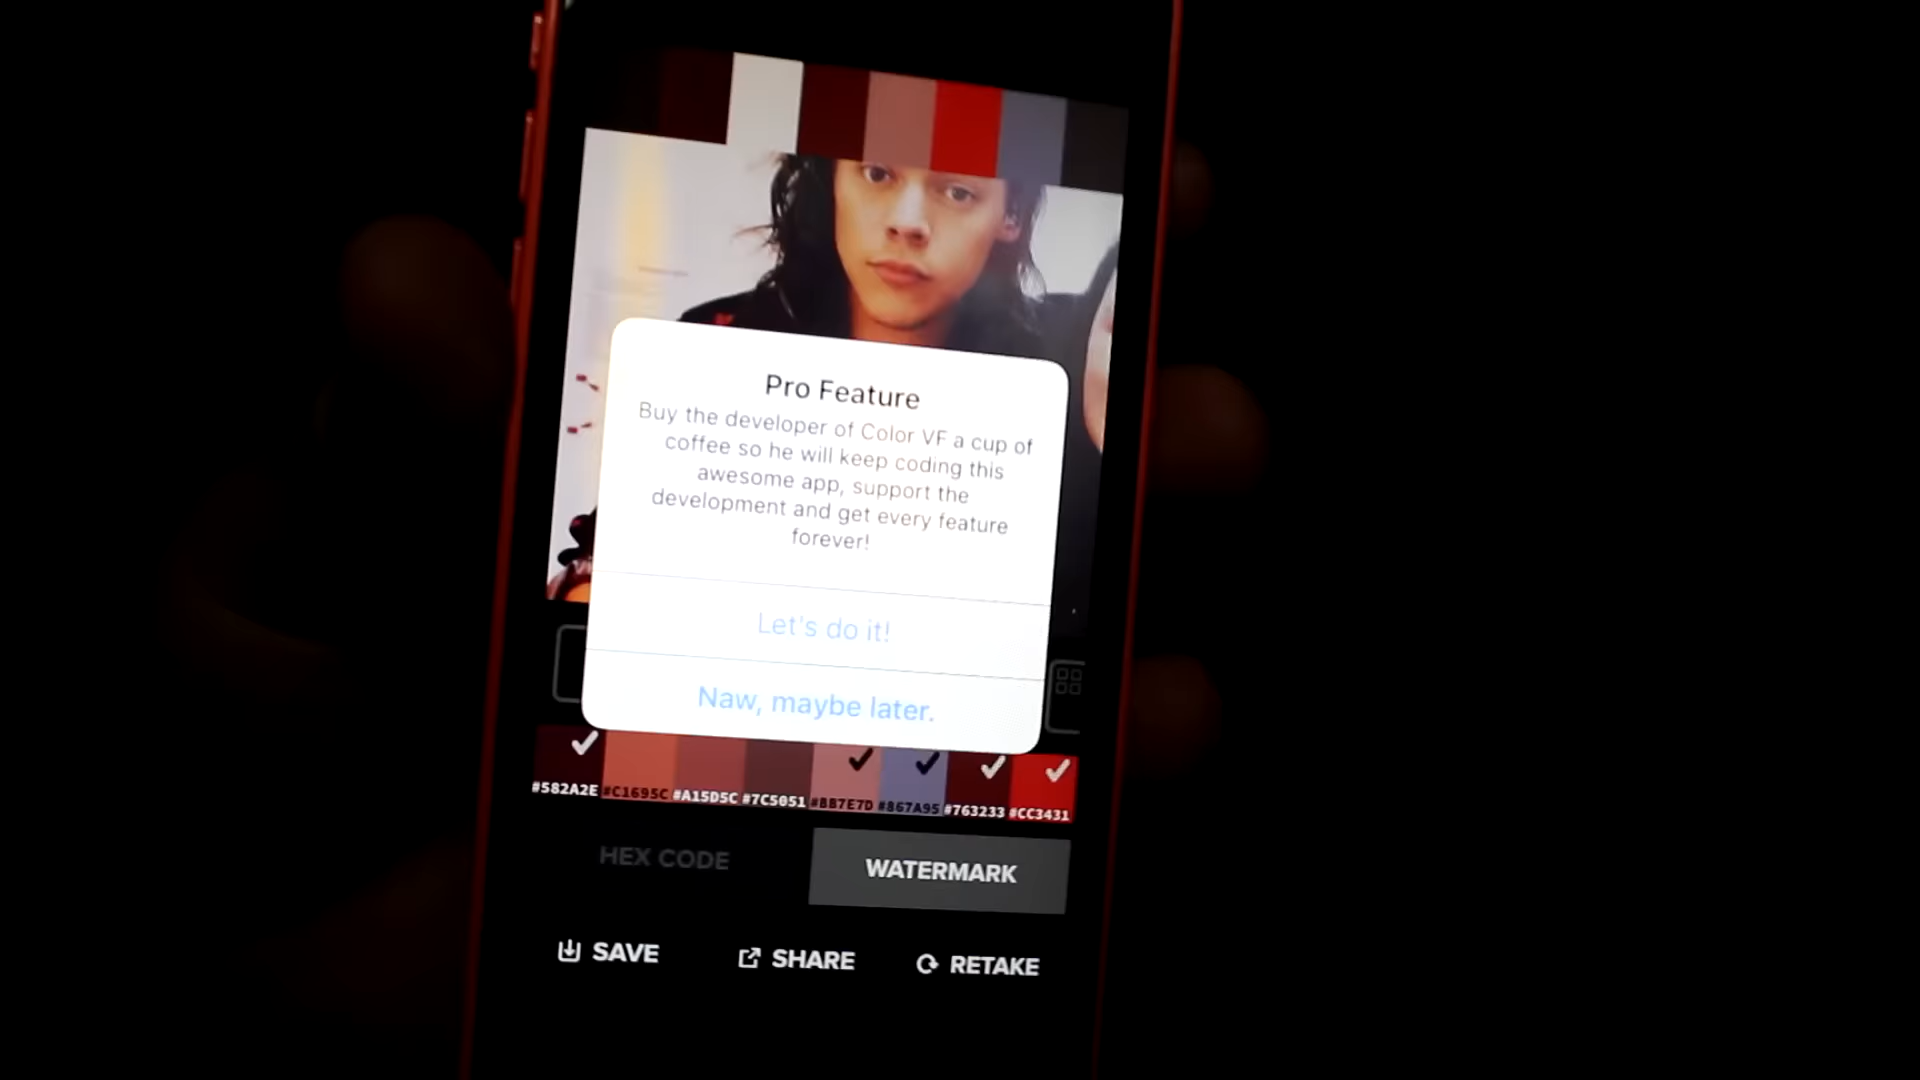 Pro Feature
Buy the developer of Color VF a cup of
coffee so he will keep coding this
awesome app, support the
development and get every feature
forever!
Let's do it!
Naw, maybe later.
#582A2E #C1695C #A15D5C #7C5051 #BB7E7D #867A95 #763233 #CC3431
HEX CODE WATERMARK
SAVE SHARE RETAKE